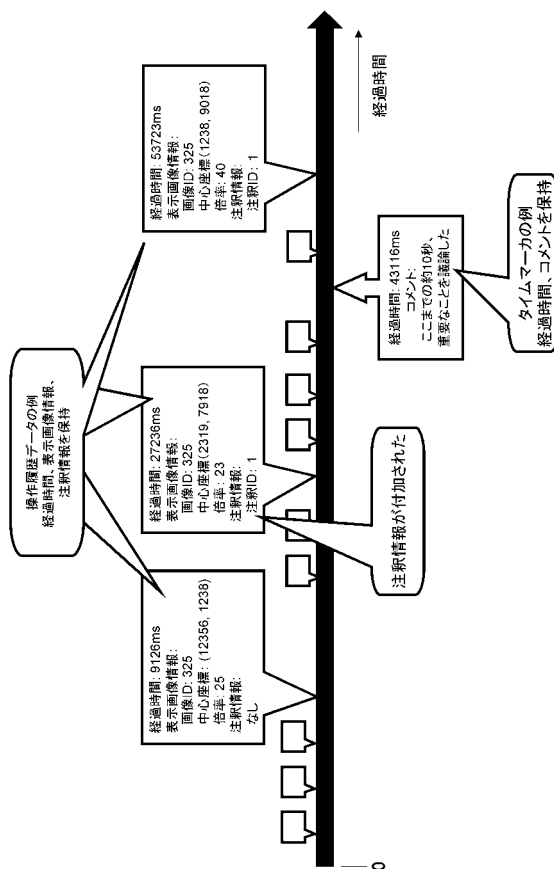 操作履歴データの例
経過時間、表示画像情報、
注釈情報を保持
経過時間: 9126ms
表示画像情報:
画像ID: 325
中心座標: (12356, 1238)
倍率: 25
注釈情報:
なし
経過時間: 27236ms
表示画像情報:
画像ID: 325
中心座標(2319, 7918)
倍率: 23
注釈情報:
注釈ID: 1
経過時間: 53723ms
表示画像情報:
画像ID: 325
中心座標(1238, 9018)
倍率: 40
注釈情報:
注釈ID: 1
0
経過時間
注釈情報が付加された
経過時間: 43116ms
コメント:
ここまでの約10秒、
重要なことを議論した
タイムマーカの例
経過時間、コメントを保持